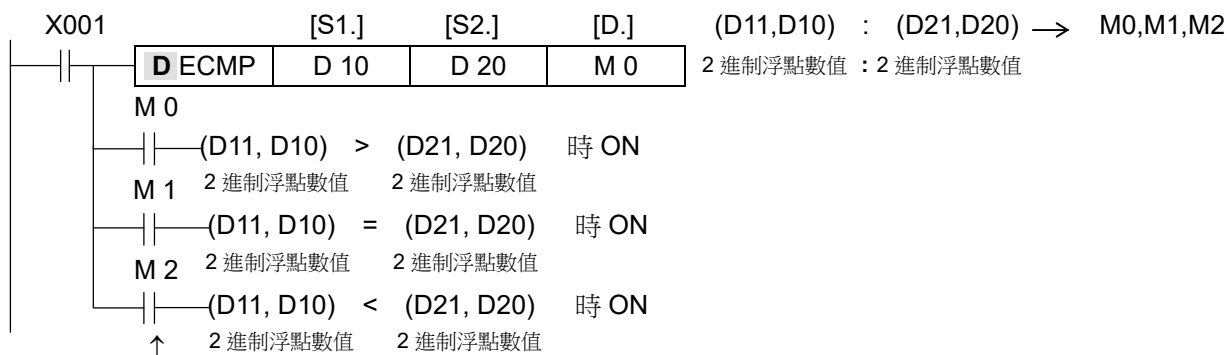 X001 [S1.] [S2.] [D.] (D11,D10) : (D21,D20) → M0,M1,M2
D ECMP D 10 D 20 M 0 2 進制浮點數值 : 2 進制浮點數值
M 0
(D11, D10) > (D21, D20) 時 ON
2 進制浮點數值 2 進制浮點數值
M 1
(D11, D10) = (D21, D20) 時 ON
2 進制浮點數值 2 進制浮點數值
M 2
(D11, D10) < (D21, D20) 時 ON
2 進制浮點數值 2 進制浮點數值
↑